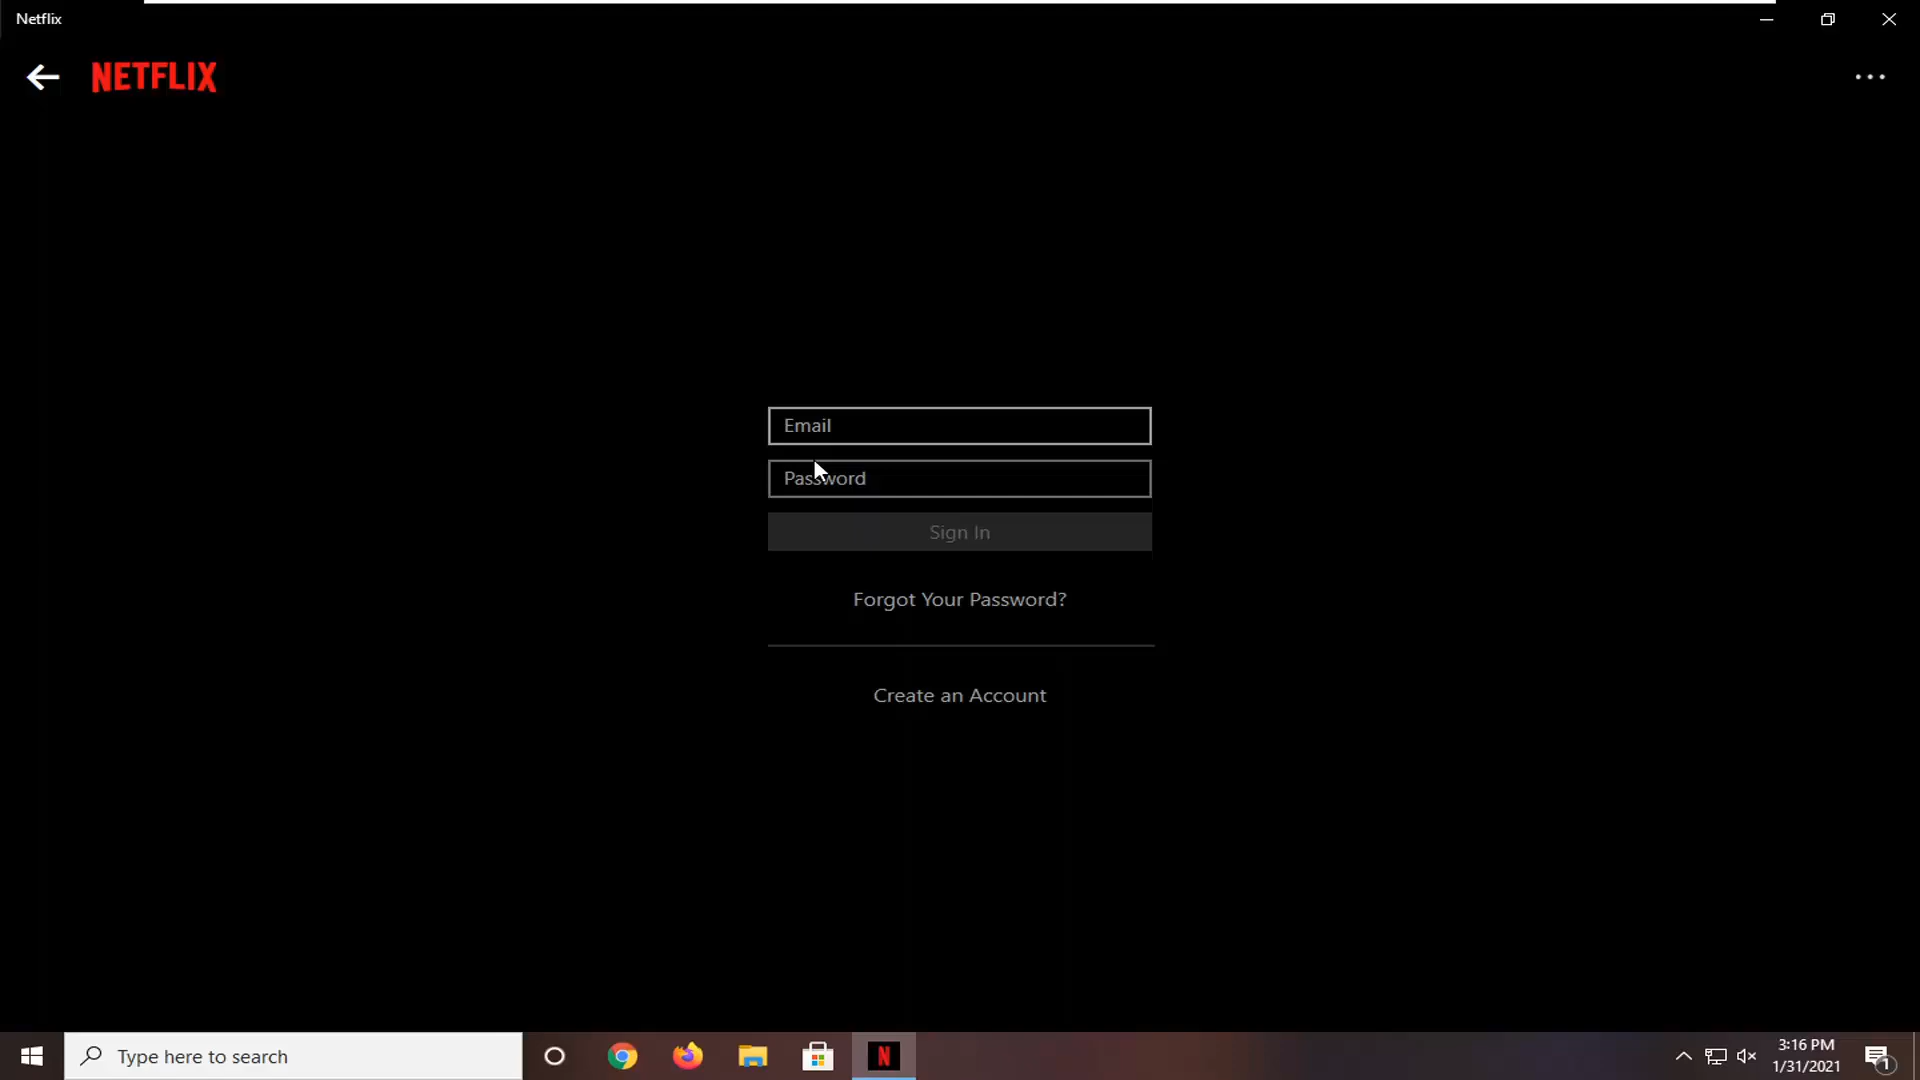 Netflix
NETFLIX
Email
Password
Sign In
Forgot Your Password?
Create an Account
Type here to search
N
3:16 PM
1/31/2021
1